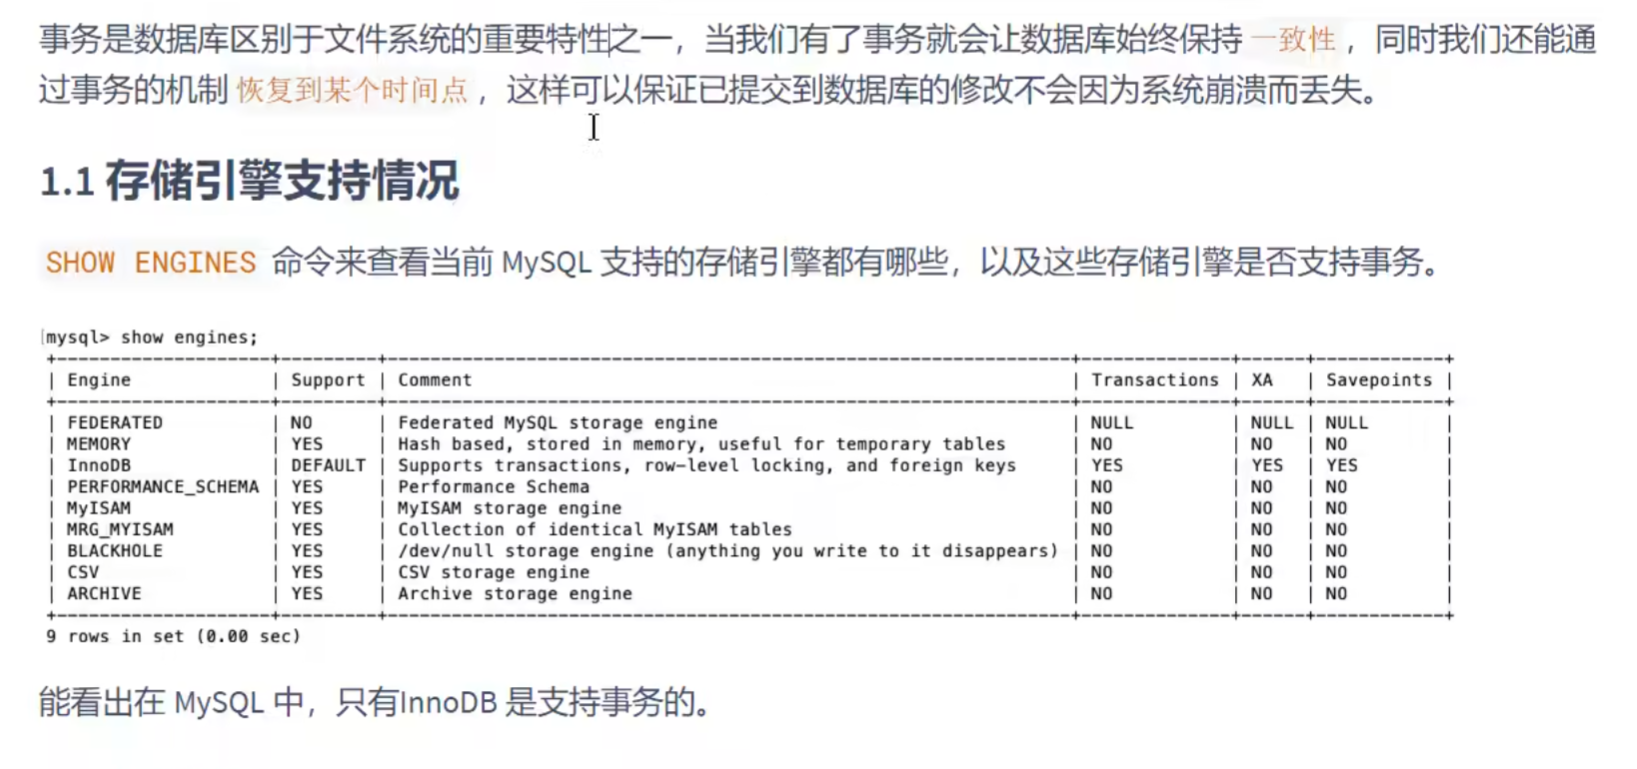 事务是数据库区别于文件系统的重要特性之一，当我们有了事务就会让数据库始终保持 一致性 ，同时我们还能通
过事务的机制 恢复到某个时间点 ，这样可以保证已提交到数据库的修改不会因为系统崩溃而丢失。
1.1 存储引擎支持情况
SHOW ENGINES 命令来查看当前 MySQL 支持的存储引擎都有哪些，以及这些存储引擎是否支持事务。
mysql> show engines;
+--------------------+---------+----------------------------------------------------------------+--------------+------+------------+
| Engine             | Support | Comment                                                        | Transactions | XA   | Savepoints |
+--------------------+---------+----------------------------------------------------------------+--------------+------+------------+
| FEDERATED          | NO      | Federated MySQL storage engine                                 | NULL         | NULL | NULL       |
| MEMORY             | YES     | Hash based, stored in memory, useful for temporary tables      | NO           | NO   | NO         |
| InnoDB             | DEFAULT | Supports transactions, row-level locking, and foreign keys     | YES          | YES  | YES        |
| PERFORMANCE_SCHEMA | YES     | Performance Schema                                             | NO           | NO   | NO         |
| MyISAM             | YES     | MyISAM storage engine                                          | NO           | NO   | NO         |
| MRG_MYISAM         | YES     | Collection of identical MyISAM tables                          | NO           | NO   | NO         |
| BLACKHOLE          | YES     | /dev/null storage engine (anything you write to it disappears) | NO           | NO   | NO         |
| CSV                | YES     | CSV storage engine                                             | NO           | NO   | NO         |
| ARCHIVE            | YES     | Archive storage engine                                         | NO           | NO   | NO         |
+--------------------+---------+----------------------------------------------------------------+--------------+------+------------+
9 rows in set (0.00 sec)
能看出在 MySQL 中，只有InnoDB 是支持事务的。